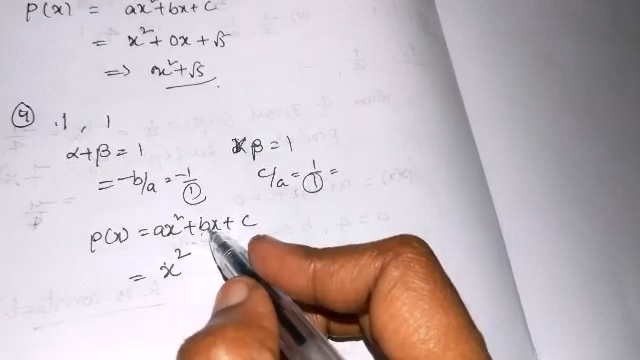 p(x) = ax²+bx+c
= x²+0x+√5
=> x²+√5
④ 1, 1
α+β=1 αβ=1
=-b/a=-1/1 c/a=1/1=
p(x)=ax²+bx+c
= x²